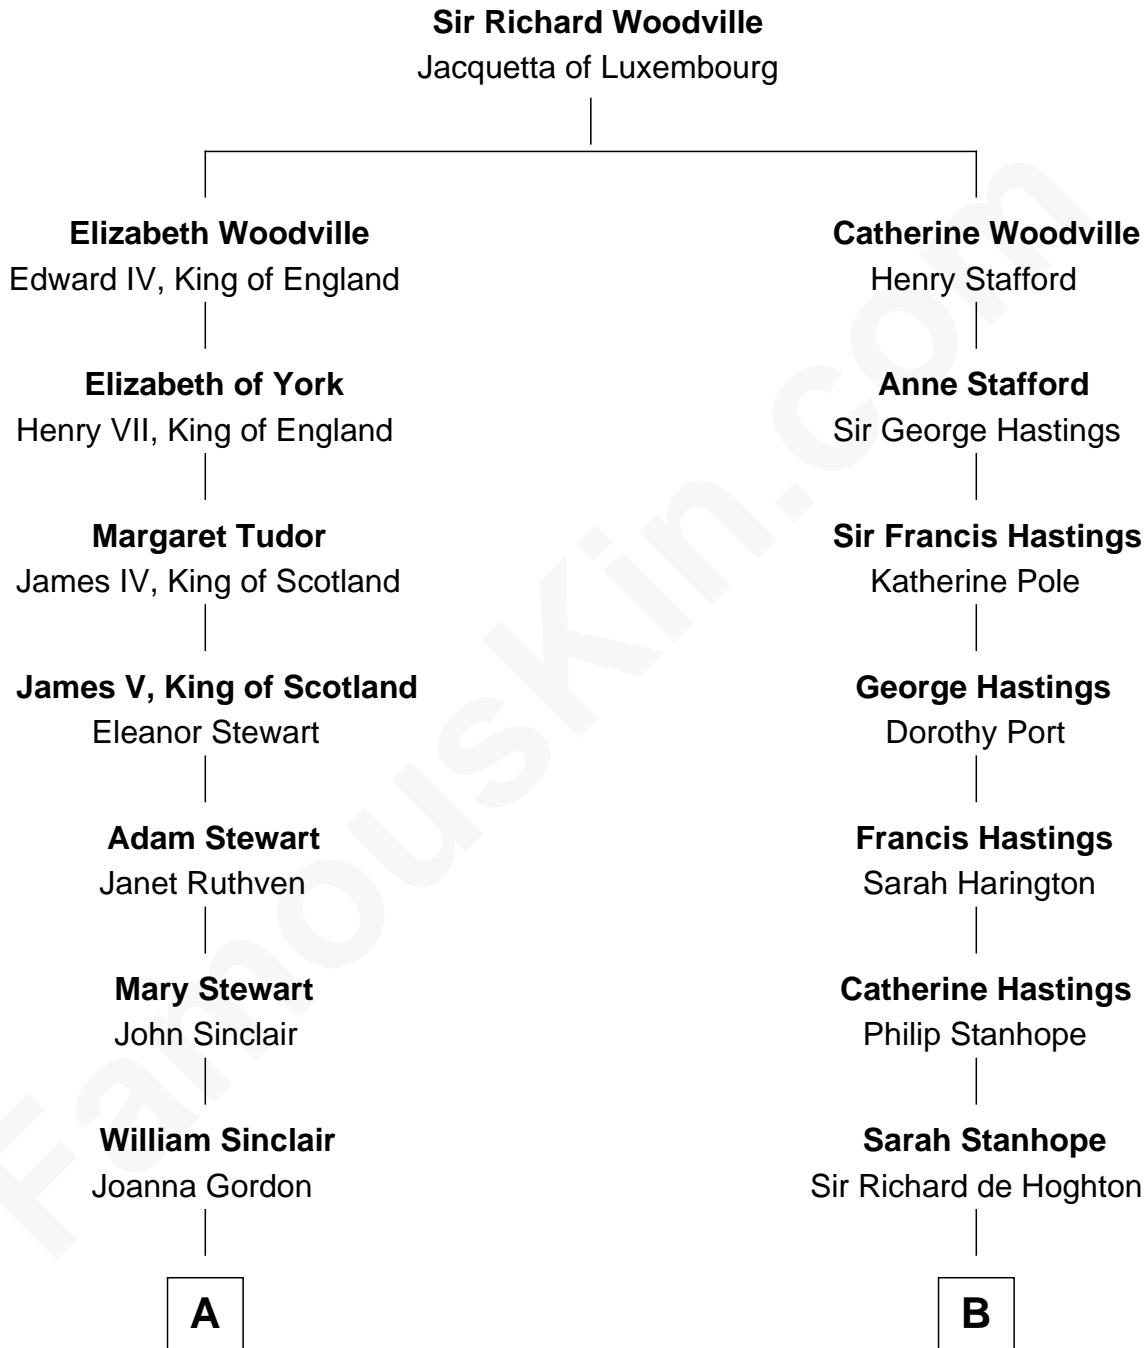 Sir Richard Woodville
Jacquetta of Luxembourg
Elizabeth Woodville
Edward IV, King of England
Catherine Woodville
Henry Stafford
Elizabeth of York
Henry VII, King of England
Anne Stafford
Sir George Hastings
Margaret Tudor
James IV, King of Scotland
Sir Francis Hastings
Katherine Pole
James V, King of Scotland
Eleanor Stewart
George Hastings
Dorothy Port
Adam Stewart
Janet Ruthven
Francis Hastings
Sarah Harington
Mary Stewart
John Sinclair
Catherine Hastings
Philip Stanhope
William Sinclair
Joanna Gordon
Sarah Stanhope
Sir Richard de Hoghton
A
B
FamousKin.com